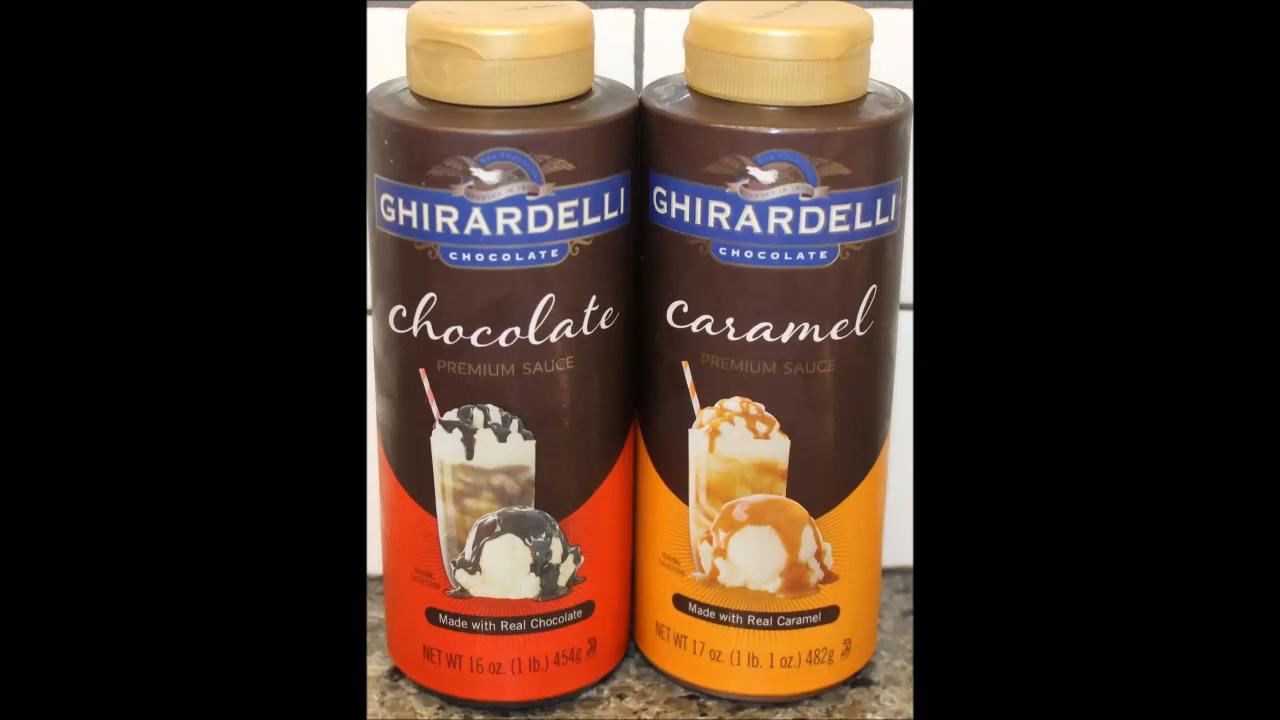 GHIRARDELLI
CHOCOLATE
chocolate
PREMIUM SAUCE
Made with Real Chocolate
NET WT 16 oz. (1 lb.) 454g
GHIRARDELLI
CHOCOLATE
caramel
PREMIUM SAUCE
Made with Real Caramel
NET WT 17 oz. (1 lb. 1 oz.) 482g